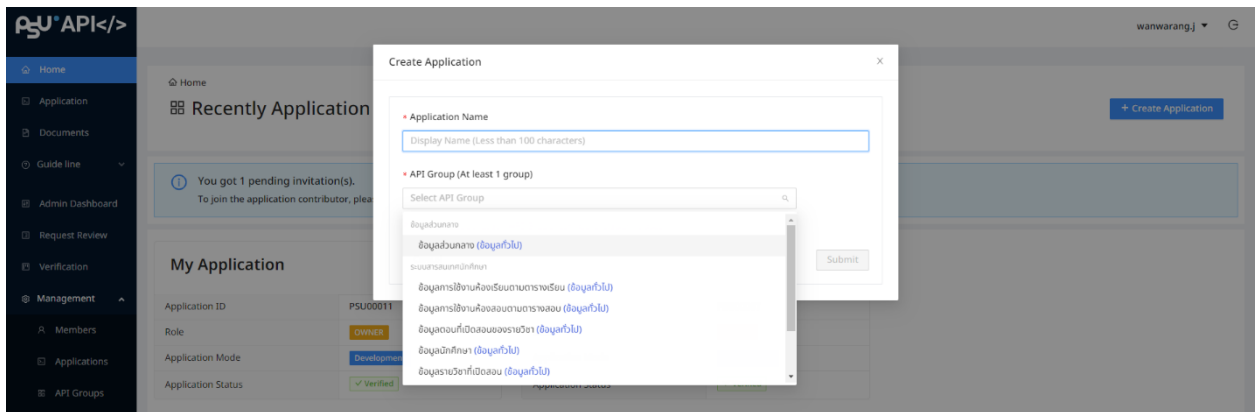 PSU API</>
wanwarang.j
Home
Application
Documents
Guide line
Admin Dashboard
Request Review
Verification
Management
Members
Applications
API Groups
Home
Recently Application
+ Create Application
You got 1 pending invitation(s).
To join the application contributor, plea
My Application
Application ID PSU00011
Role OWNER
Application Mode Developmen
Application Status Verified
Application Status
Create Application
* Application Name
Display Name (Less than 100 characters)
* API Group (At least 1 group)
Select API Group
ข้อมูลส่วนกลาง
ข้อมูลส่วนกลาง (ข้อมูลทั่วไป)
ระบบสารสนเทศนักศึกษา
ข้อมูลการใช้งานห้องเรียนตามตารางเรียน (ข้อมูลทั่วไป)
ข้อมูลการใช้งานห้องสอบตามตารางสอบ (ข้อมูลทั่วไป)
ข้อมูลตอนที่เปิดสอนของรายวิชา (ข้อมูลทั่วไป)
ข้อมูลนักศึกษา (ข้อมูลทั่วไป)
ข้อมูลรายวิชาที่เปิดสอน (ข้อมูลทั่วไป)
Submit